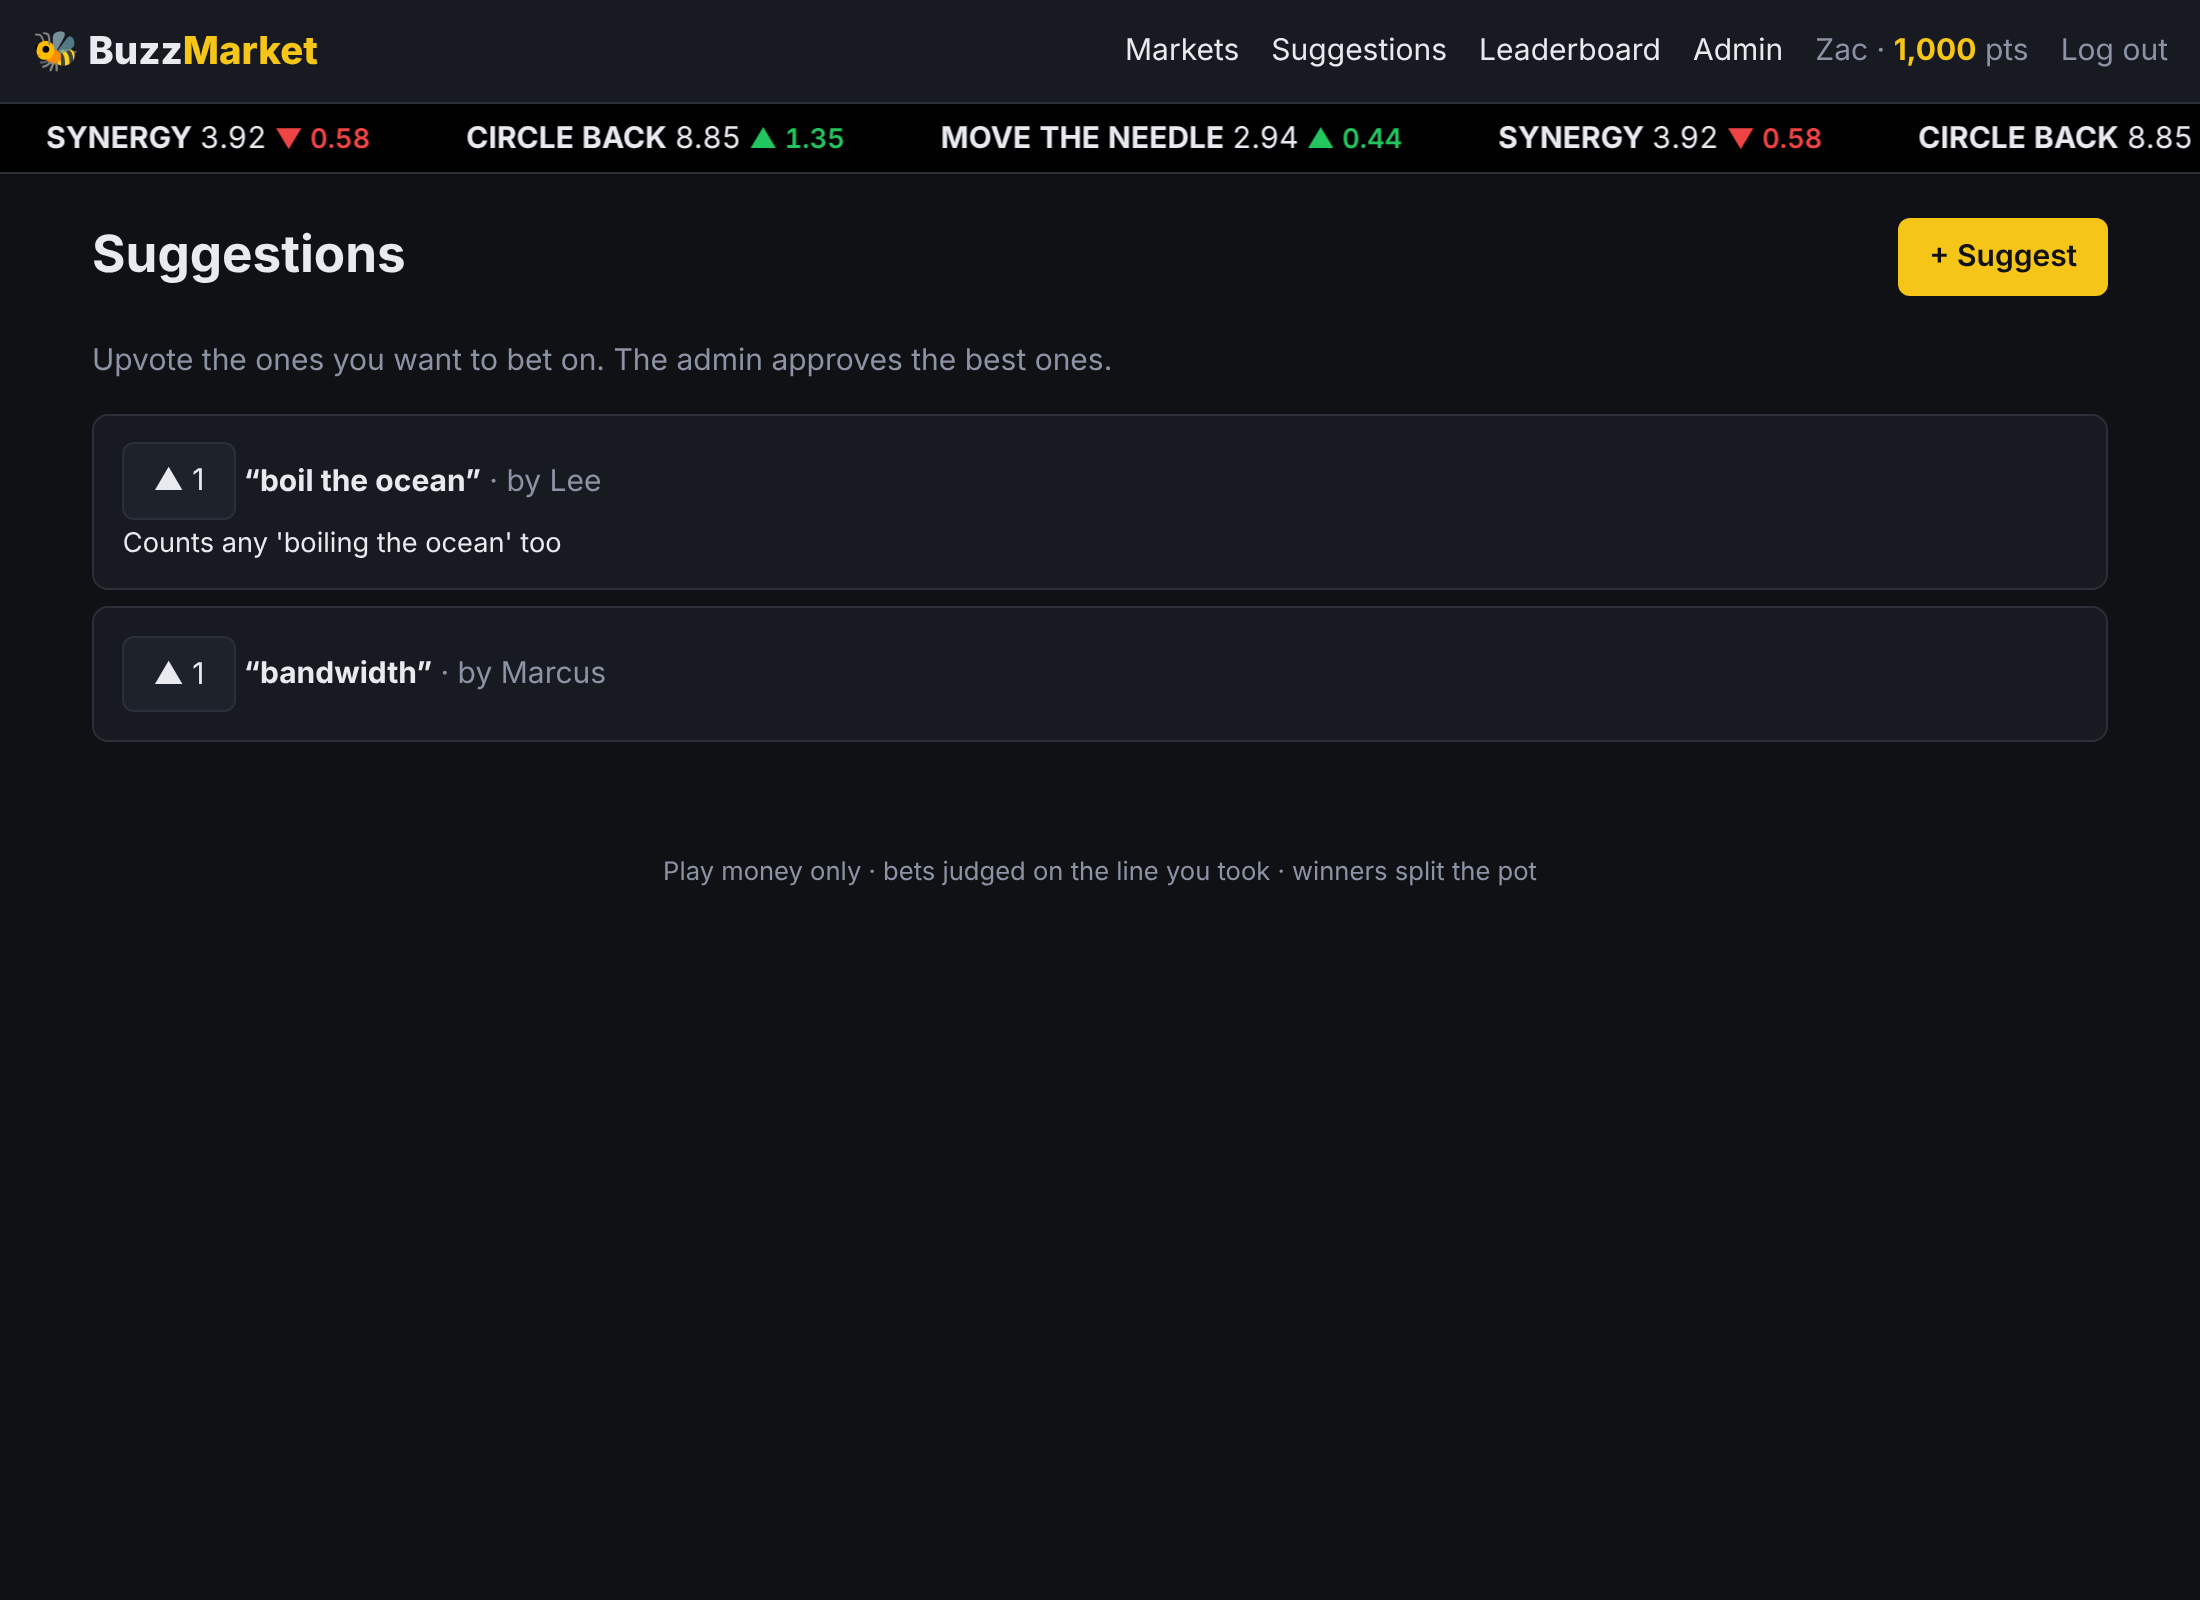 BuzzMarket Markets Suggestions Leaderboard Admin Zac · 1,000 pts Log out
SYNERGY 3.92 ▼ 0.58 CIRCLE BACK 8.85 ▲ 1.35 MOVE THE NEEDLE 2.94 ▲ 0.44 SYNERGY 3.92 ▼ 0.58 CIRCLE BACK 8.85
Suggestions + Suggest
Upvote the ones you want to bet on. The admin approves the best ones.
▲ 1 “boil the ocean” · by Lee
Counts any 'boiling the ocean' too
▲ 1 “bandwidth” · by Marcus
Play money only · bets judged on the line you took · winners split the pot